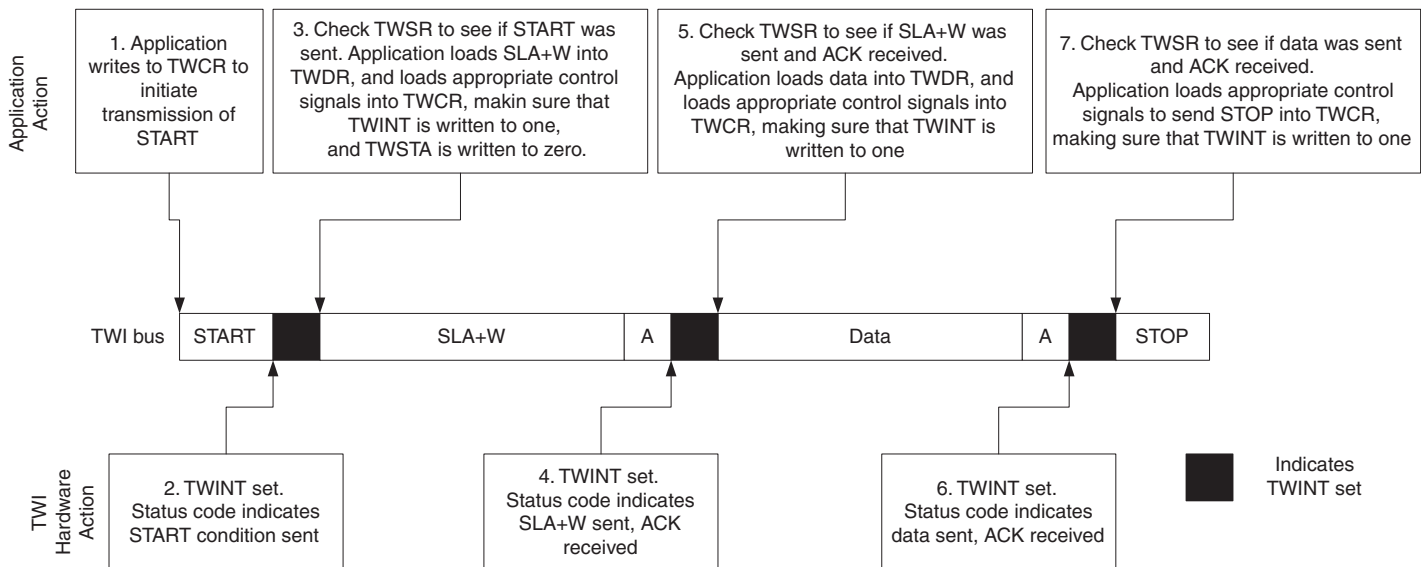 Application
Action
1. Application
writes to TWCR to
initiate
transmission of
START
3. Check TWSR to see if START was
sent. Application loads SLA+W into
TWDR, and loads appropriate control
signals into TWCR, makin sure that
TWINT is written to one,
and TWSTA is written to zero.
5. Check TWSR to see if SLA+W was
sent and ACK received.
Application loads data into TWDR, and
loads appropriate control signals into
TWCR, making sure that TWINT is
written to one
7. Check TWSR to see if data was sent
and ACK received.
Application loads appropriate control
signals to send STOP into TWCR,
making sure that TWINT is written to one
TWI bus
START
SLA+W
A
Data
A
STOP
TWI
Hardware
Action
2. TWINT set.
Status code indicates
START condition sent
4. TWINT set.
Status code indicates
SLA+W sent, ACK
received
6. TWINT set.
Status code indicates
data sent, ACK received
Indicates
TWINT set